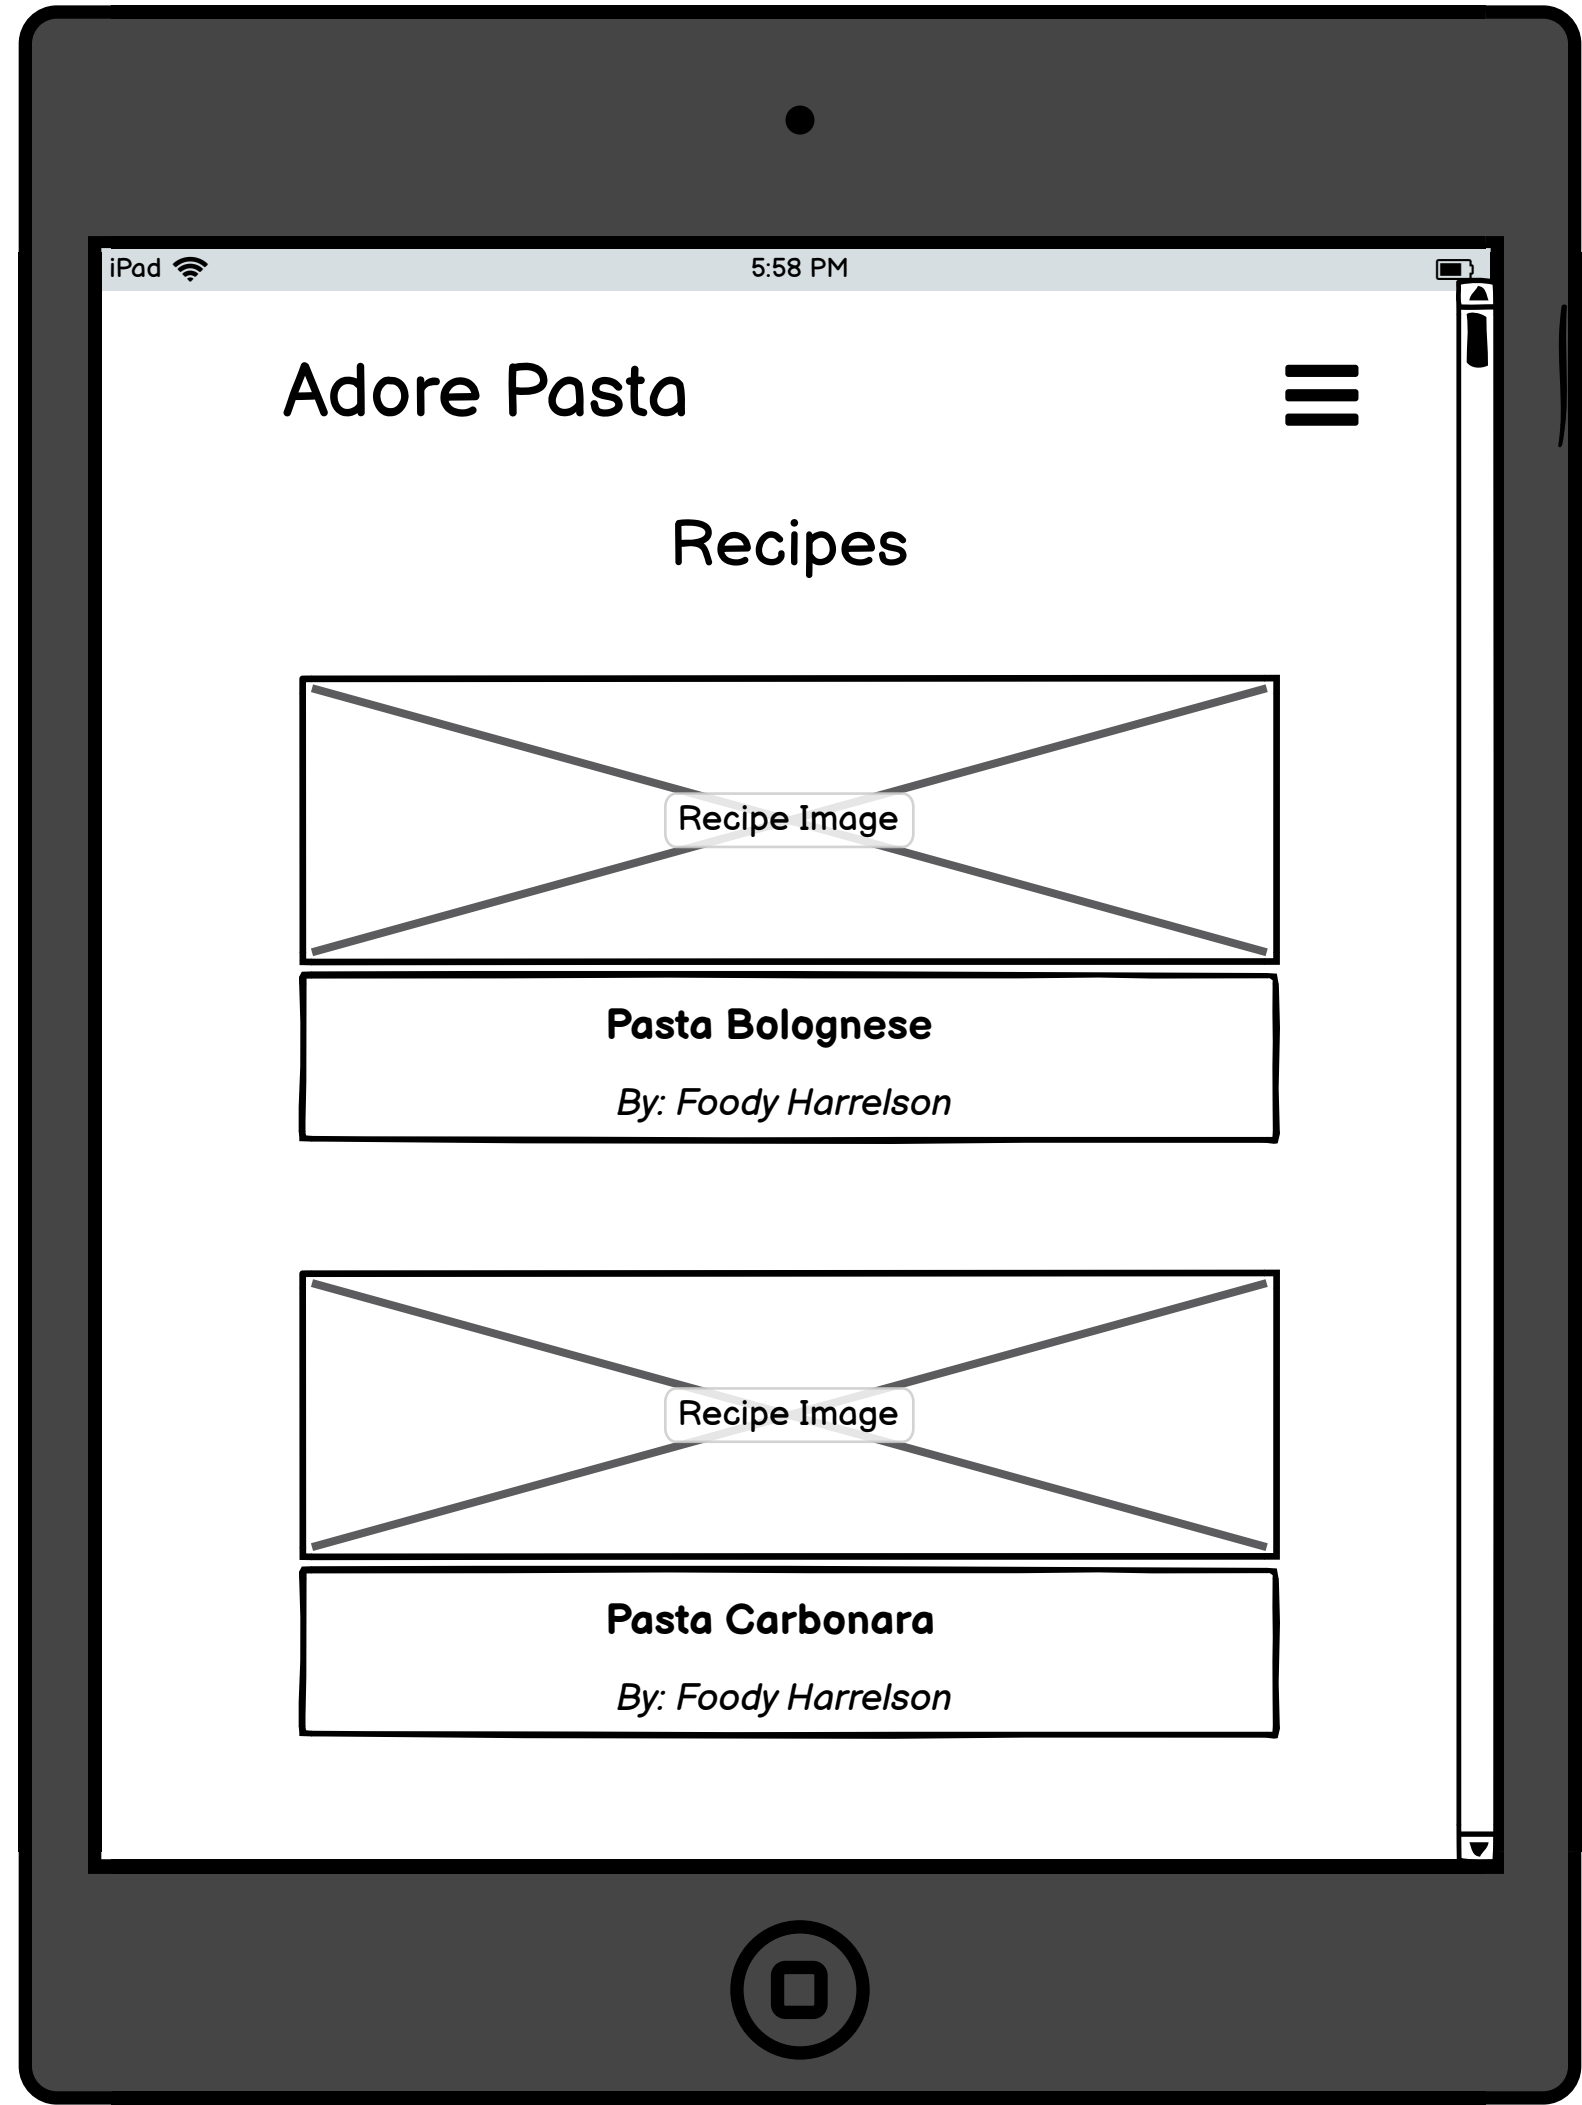 iPad 5:58 PM
Adore Pasta
Recipes
Recipe Image
Pasta Bolognese
By: Foody Harrelson
Recipe Image
Pasta Carbonara
By: Foody Harrelson